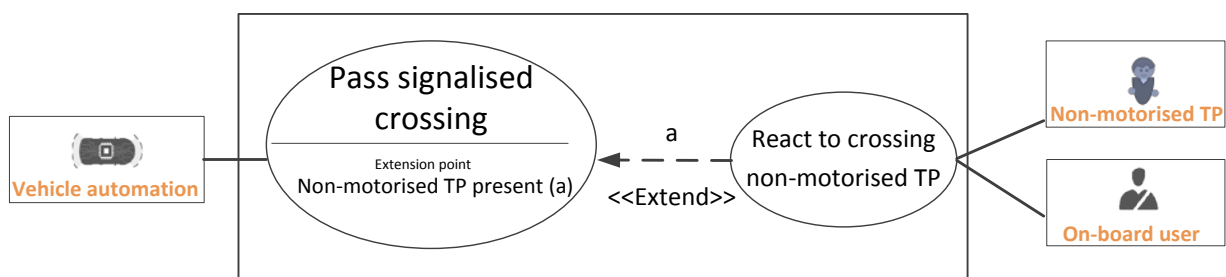 Vehicle automation
Pass signalised
crossing
Extension point
Non-motorised TP present (a)
a
<<Extend>>
React to crossing
non-motorised TP
Non-motorised TP
On-board user